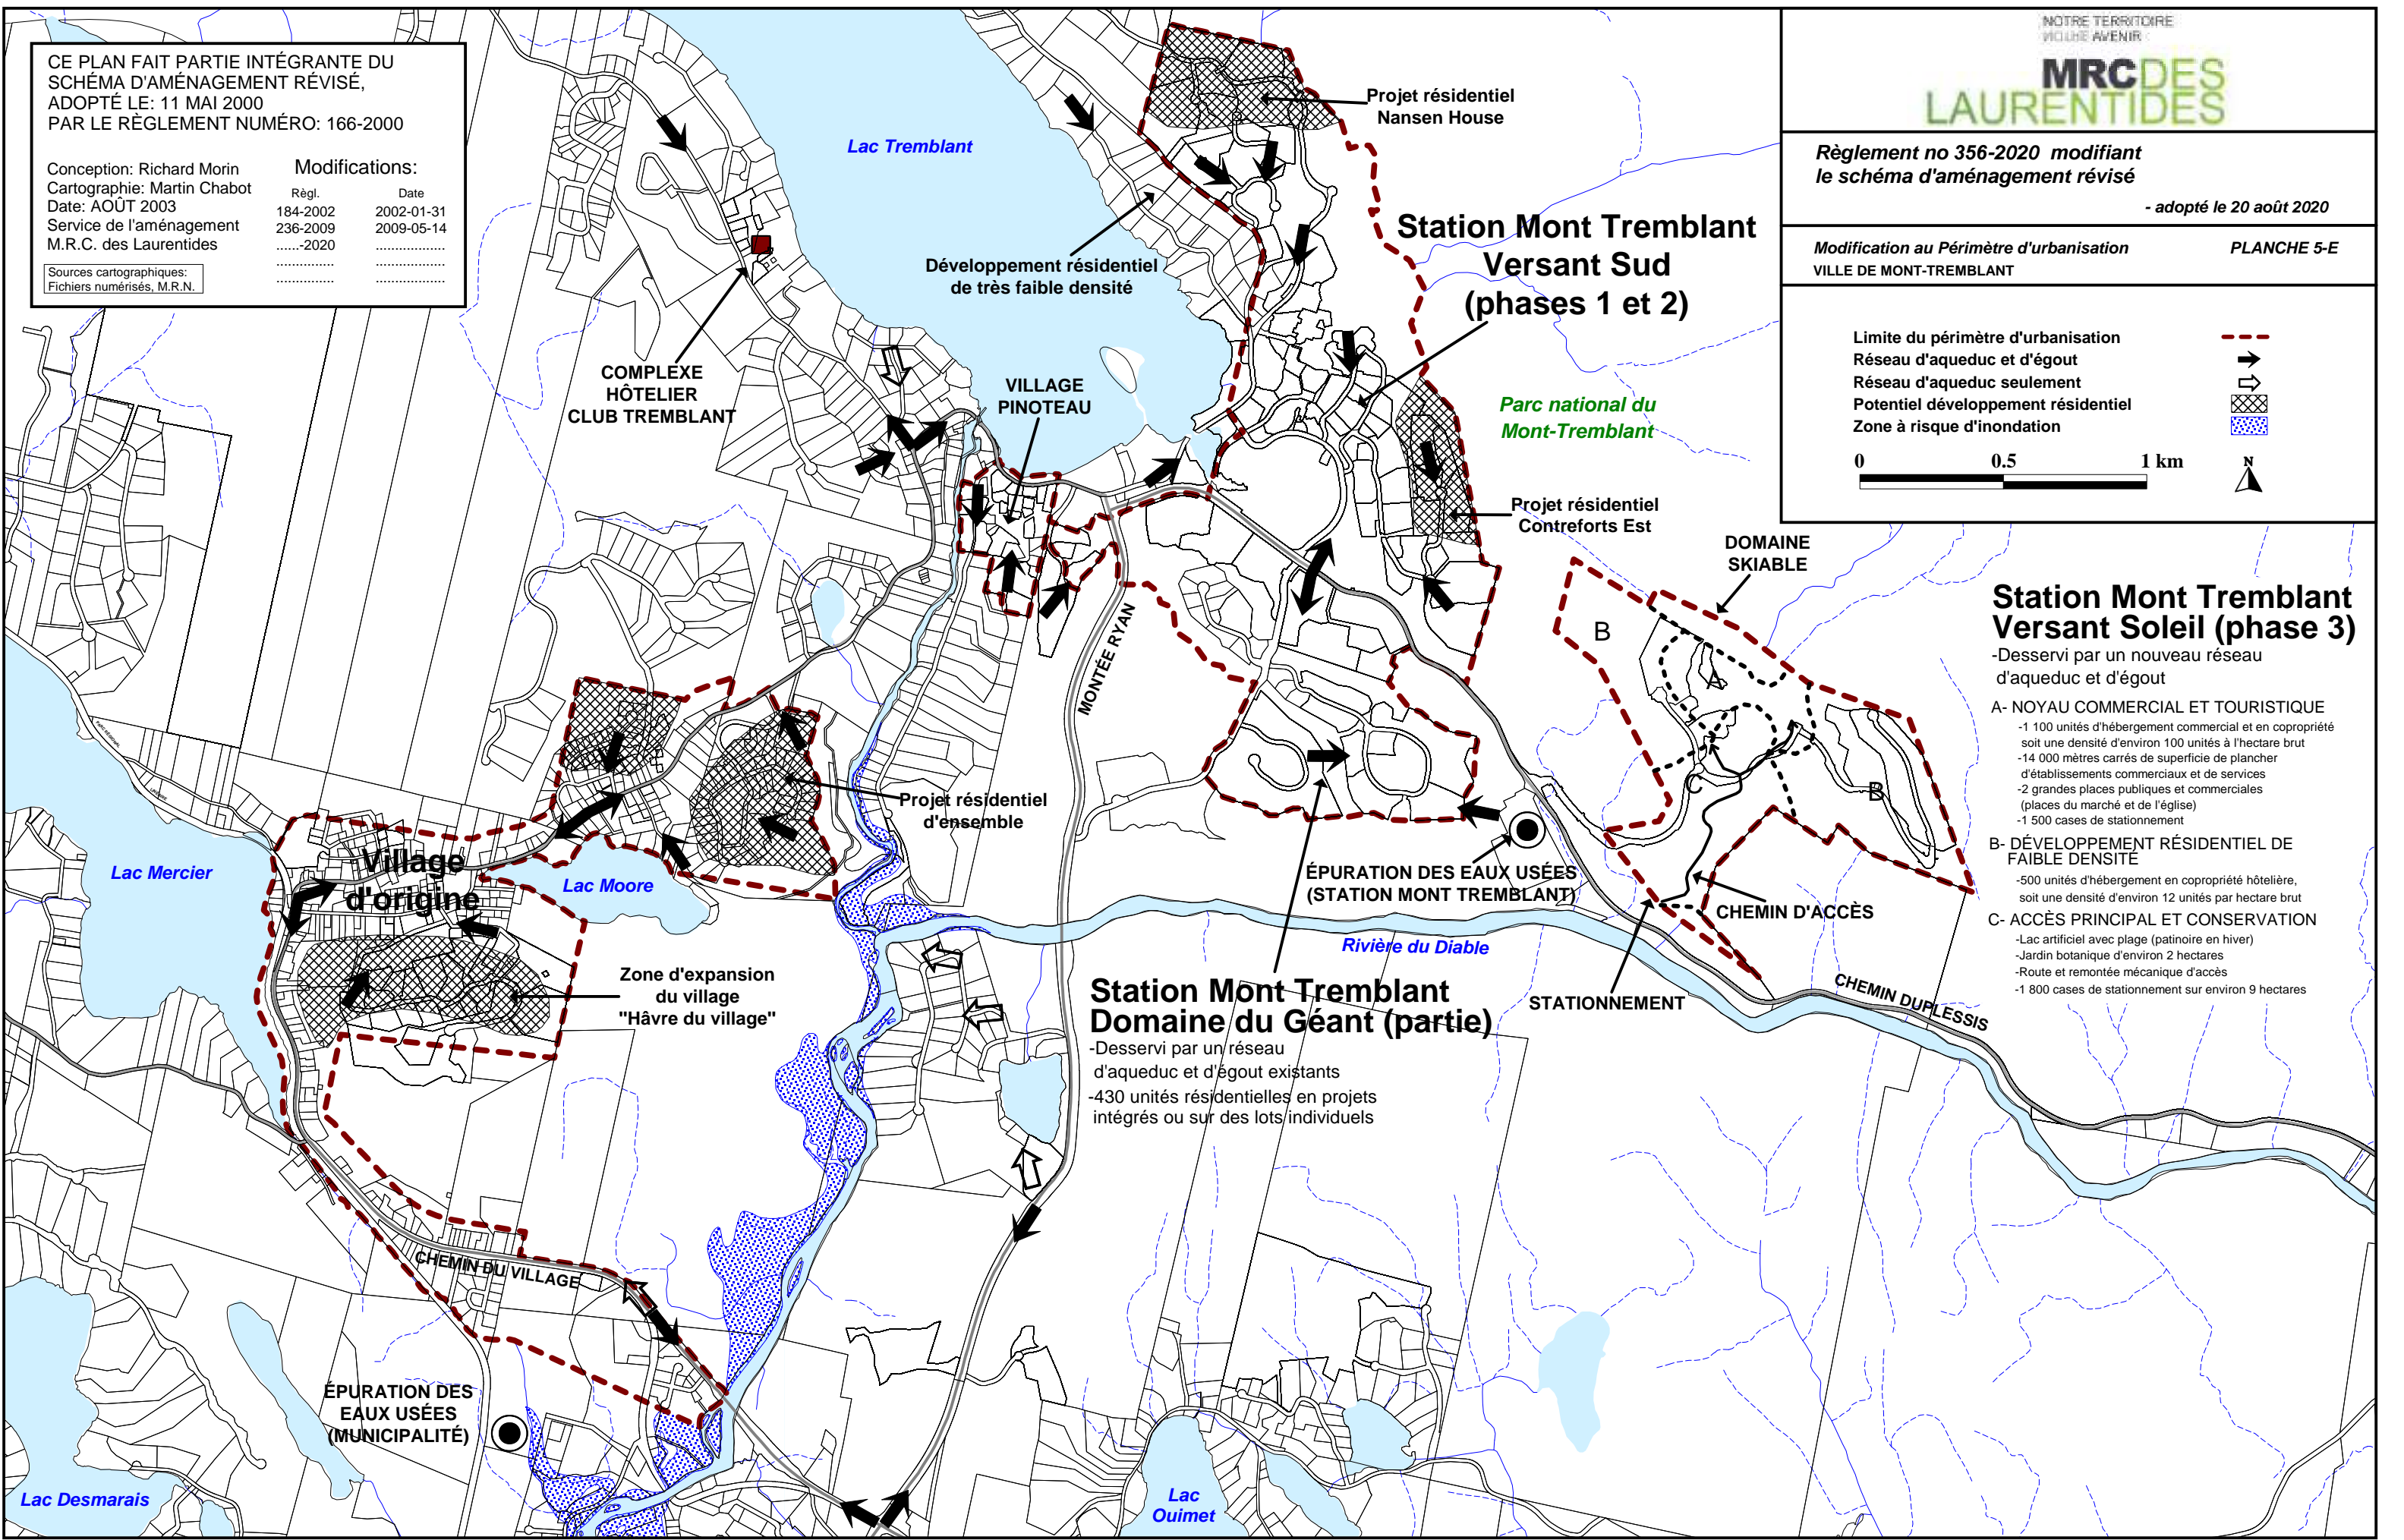 CE PLAN FAIT PARTIE INTÉGRANTE DU
SCHÉMA D'AMÉNAGEMENT RÉVISÉ,
ADOPTÉ LE: 11 MAI 2000
PAR LE RÈGLEMENT NUMÉRO: 166-2000
Conception: Richard Morin
Cartographie: Martin Chabot
Date: AOÛT 2003
Service de l'aménagement
M.R.C. des Laurentides
Sources cartographiques:
Fichiers numérisés, M.R.N.
Modifications:
Règl. Date
184-2002 2002-01-31
236-2009 2009-05-14
......-2020 .................
............... .................
............... .................
NOTRE TERRITOIRE
NOTRE AVENIR
MRC DES
LAURENTIDES
Règlement no 356-2020 modifiant
le schéma d'aménagement révisé
- adopté le 20 août 2020
Modification au Périmètre d'urbanisation PLANCHE 5-E
VILLE DE MONT-TREMBLANT
Limite du périmètre d'urbanisation
Réseau d'aqueduc et d'égout
Réseau d'aqueduc seulement
Potentiel développement résidentiel
Zone à risque d'inondation
0 0.5 1 km
N
Lac Tremblant
Projet résidentiel
Nansen House
Station Mont Tremblant
Versant Sud
(phases 1 et 2)
Développement résidentiel
de très faible densité
COMPLEXE
HÔTELIER
CLUB TREMBLANT
VILLAGE
PINOTEAU
Parc national du
Mont-Tremblant
Projet résidentiel
Contreforts Est
DOMAINE
SKIABLE
B
A
C
B
Station Mont Tremblant
Versant Soleil (phase 3)
-Desservi par un nouveau réseau
d'aqueduc et d'égout
A- NOYAU COMMERCIAL ET TOURISTIQUE
-1 100 unités d'hébergement commercial et en copropriété
soit une densité d'environ 100 unités à l'hectare brut
-14 000 mètres carrés de superficie de plancher
d'établissements commerciaux et de services
-2 grandes places publiques et commerciales
(places du marché et de l'église)
-1 500 cases de stationnement
B- DÉVELOPPEMENT RÉSIDENTIEL DE
FAIBLE DENSITÉ
-500 unités d'hébergement en copropriété hôtelière,
soit une densité d'environ 12 unités par hectare brut
C- ACCÈS PRINCIPAL ET CONSERVATION
-Lac artificiel avec plage (patinoire en hiver)
-Jardin botanique d'environ 2 hectares
-Route et remontée mécanique d'accès
-1 800 cases de stationnement sur environ 9 hectares
MONTÉE RYAN
Projet résidentiel
d'ensemble
Lac Mercier
Village
d'origine
Lac Moore
ÉPURATION DES EAUX USÉES
(STATION MONT TREMBLANT)
CHEMIN D'ACCÈS
Rivière du Diable
Zone d'expansion
du village
"Hâvre du village"
Station Mont Tremblant
Domaine du Géant (partie)
-Desservi par un réseau
d'aqueduc et d'égout existants
-430 unités résidentielles en projets
intégrés ou sur des lots individuels
STATIONNEMENT
CHEMIN DUPLESSIS
CHEMIN DU VILLAGE
ÉPURATION DES
EAUX USÉES
(MUNICIPALITÉ)
Lac Desmarais
Lac
Ouimet